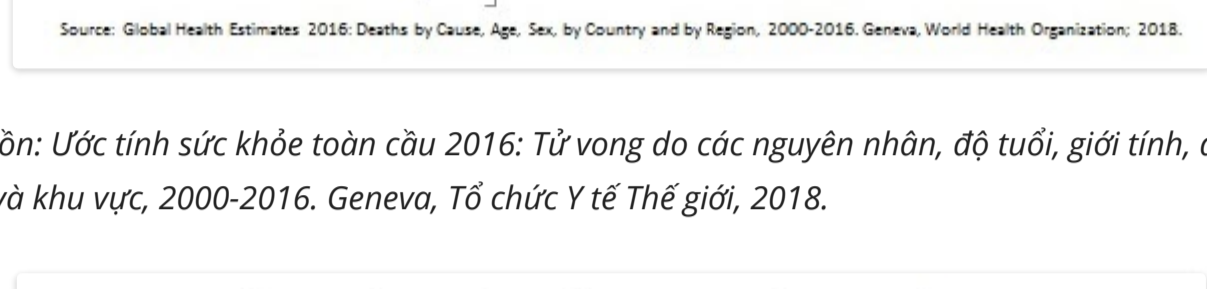 Source: Global Health Estimates 2016: Deaths by Cause, Age, Sex, by Country and by Region, 2000-2016. Geneva, World Health Organization; 2018.
Ước tính sức khỏe toàn cầu 2016: Tử vong do các nguyên nhân, độ tuổi, giới tính,
và khu vực, 2000-2016. Geneva, Tổ chức Y tế Thế giới, 2018.